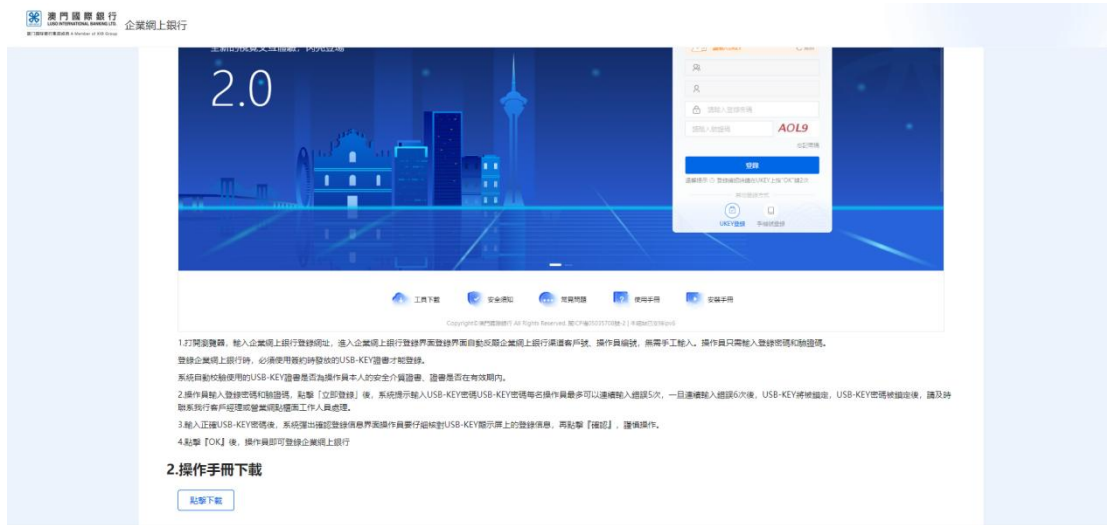 澳門國際銀行
LUSO INTERNATIONAL BANKING LTD.
企業網上銀行
2.0
AOL9
登錄
UKEY登錄 手機號登錄
工具下載 安全須知 常見問題 使用手冊 安裝手冊
1.打開瀏覽器，輸入企業網上銀行登錄網址，進入企業網上銀行登錄界面登錄界面自動反顯企業網上銀行渠道客戶號、操作員編號，無需手工輸入。操作員只需輸入登錄密碼和驗證碼。
登錄企業網上銀行時，必須使用簽約時發放的USB-KEY證書才能登錄。
系統自動校驗使用的USB-KEY證書是否為操作員本人的安全介質證書、證書是否在有效期內。
2.操作員輸入登錄密碼和驗證碼，點擊「立即登錄」後，系統提示輸入USB-KEY密碼USB-KEY密碼每名操作員最多可以連續輸入錯誤5次，一旦連續輸入錯誤6次後，USB-KEY將被鎖定，USB-KEY密碼被鎖定後，請及時
聯系我行客戶經理或營業網點櫃面工作人員處理。
3.輸入正確USB-KEY密碼後，系統彈出確認登錄信息界面操作員要仔細核對USB-KEY顯示屏上的登錄信息，再點擊『確認』，謹慎操作。
4.點擊『OK』後，操作員即可登錄企業網上銀行
2.操作手冊下載
點擊下載